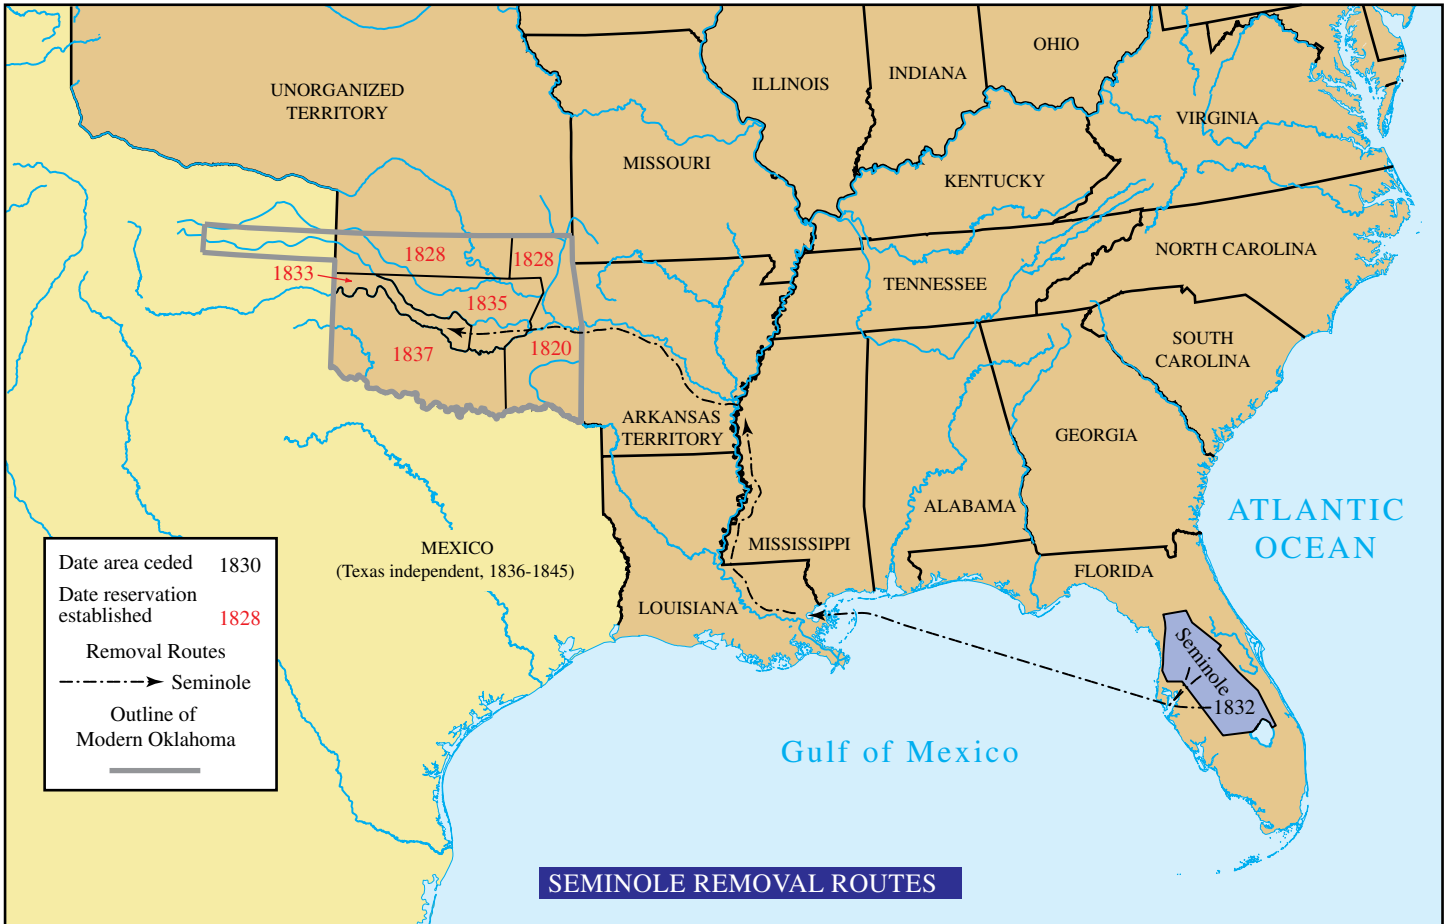 UNORGANIZED
TERRITORY
ILLINOIS
INDIANA
OHIO
VIRGINIA
MISSOURI
KENTUCKY
NORTH CAROLINA
TENNESSEE
SOUTH
CAROLINA
1828
1828
1833
1835
1837
1820
ARKANSAS
TERRITORY
GEORGIA
ALABAMA
MISSISSIPPI
ATLANTIC
OCEAN
MEXICO
(Texas independent, 1836-1845)
LOUISIANA
FLORIDA
Seminole
1832
Gulf of Mexico
Date area ceded 1830
Date reservation
established 1828
Removal Routes
Seminole
Outline of
Modern Oklahoma
SEMINOLE REMOVAL ROUTES